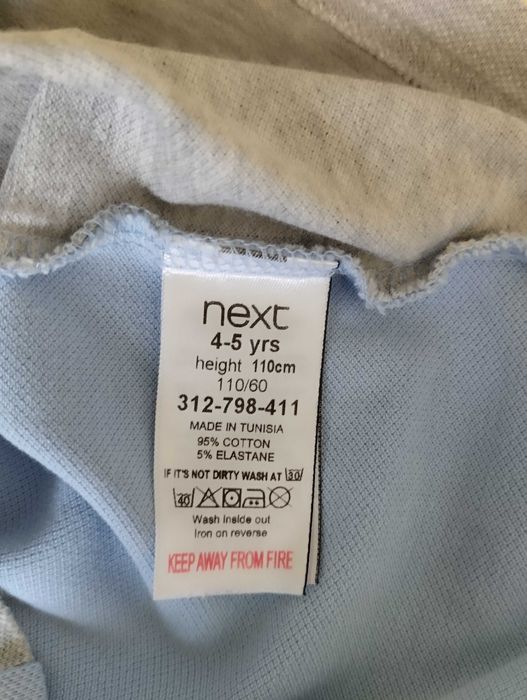 next
4-5 yrs
height 110cm
110/60
312-798-411
MADE IN TUNISIA
95% COTTON
5% ELASTANE
IF IT'S NOT DIRTY WASH AT 30
40
Wash inside out
Iron on reverse
KEEP AWAY FROM FIRE